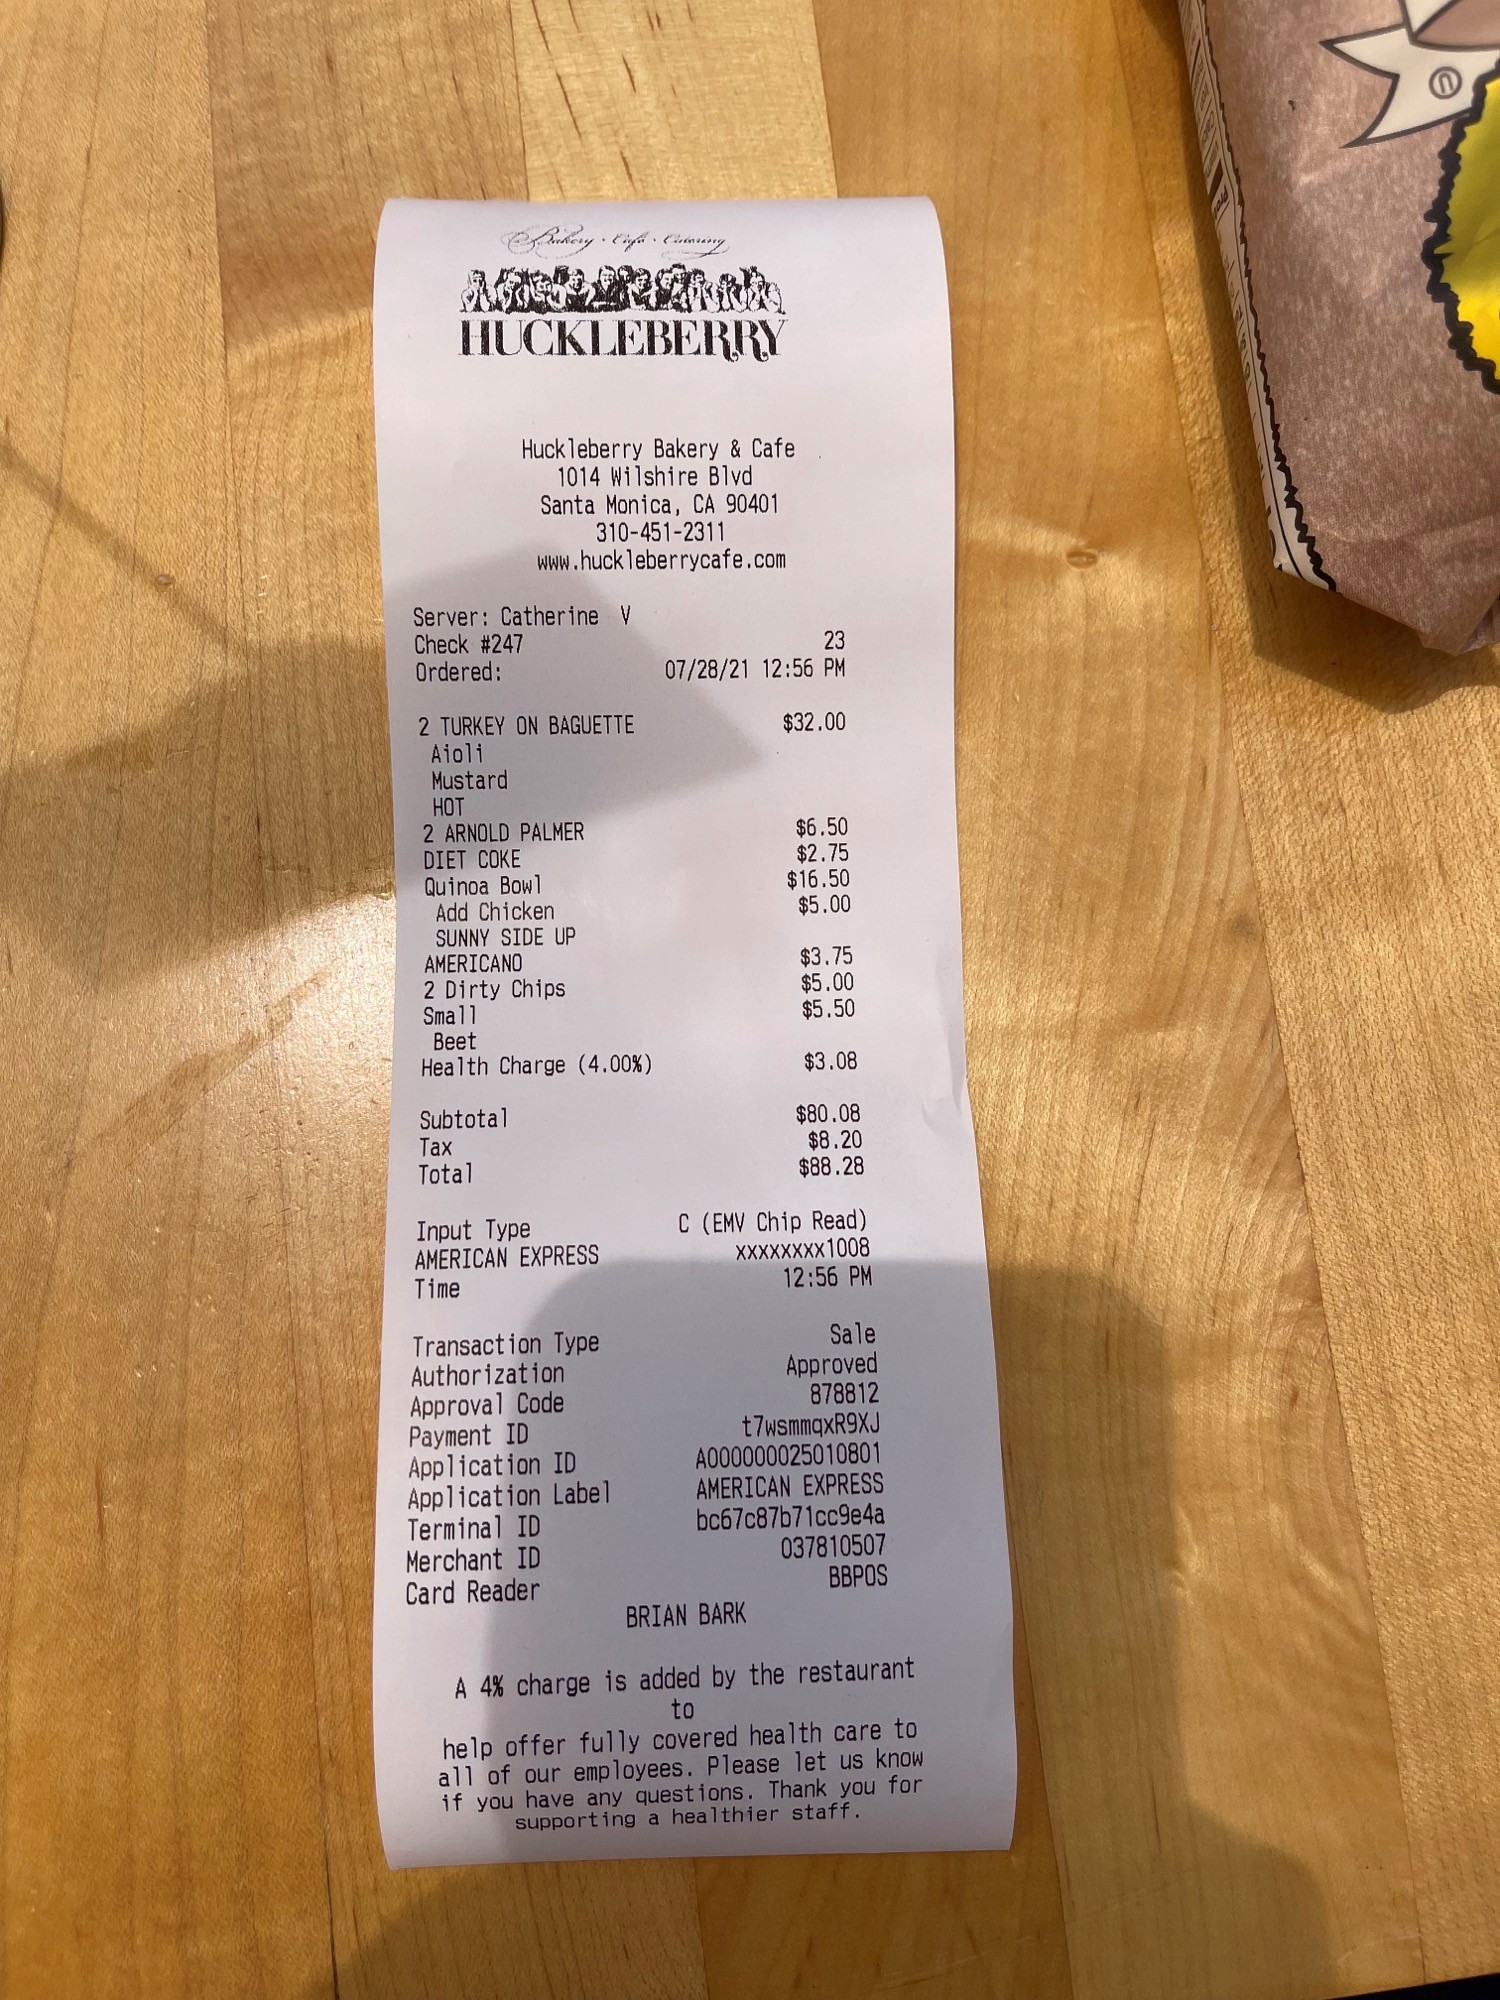 Bakery · Cafe · Catering
HUCKLEBERRY
Huckleberry Bakery & Cafe
1014 Wilshire Blvd
Santa Monica, CA 90401
310-451-2311
www.huckleberrycafe.com
Server: Catherine V
Check #247 23
Ordered: 07/28/21 12:56 PM
2 TURKEY ON BAGUETTE $32.00
Aioli
Mustard
HOT
2 ARNOLD PALMER $6.50
DIET COKE $2.75
Quinoa Bowl $16.50
Add Chicken $5.00
SUNNY SIDE UP
AMERICANO $3.75
2 Dirty Chips $5.00
Small $5.50
Beet
Health Charge (4.00%) $3.08
Subtotal $80.08
Tax $8.20
Total $88.28
Input Type C (EMV Chip Read)
AMERICAN EXPRESS xxxxxxxx1008
Time 12:56 PM
Transaction Type Sale
Authorization Approved
Approval Code 878812
Payment ID t7wsmmqxR9XJ
Application ID A000000025010801
Application Label AMERICAN EXPRESS
Terminal ID bc67c87b71cc9e4a
Merchant ID 037810507
Card Reader BBPOS
BRIAN BARK
A 4% charge is added by the restaurant
to
help offer fully covered health care to
all of our employees. Please let us know
if you have any questions. Thank you for
supporting a healthier staff.